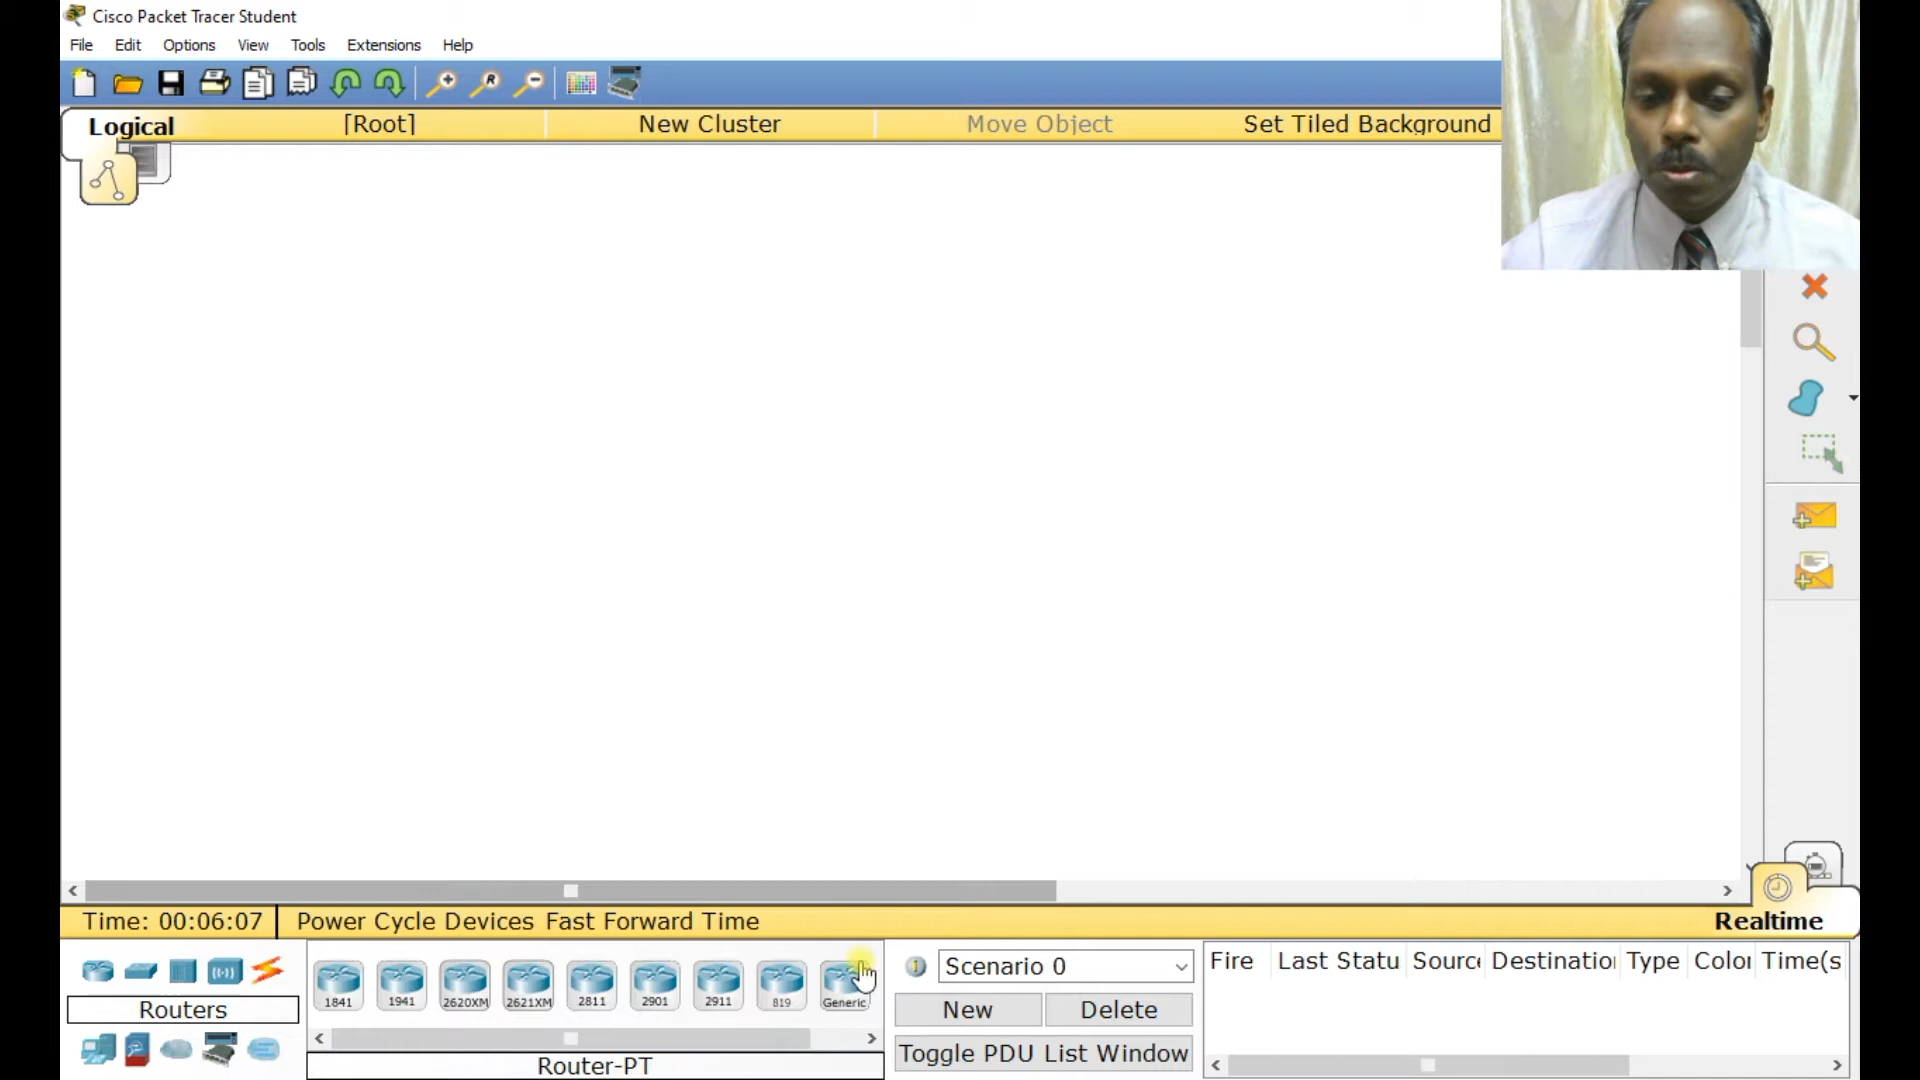 Cisco Packet Tracer Student
File Edit Options View Tools Extensions Help
R
Logical [Root] New Cluster Move Object Set Tiled Background
Time: 00:06:07 Power Cycle Devices Fast Forward Time Realtime
Routers
1841 1941 2620XM 2621XM 2811 2901 2911 819 Generic
Router-PT
i Scenario 0
New Delete
Toggle PDU List Window
Fire Last Statu Sourc Destinatio Type Colo Time(s